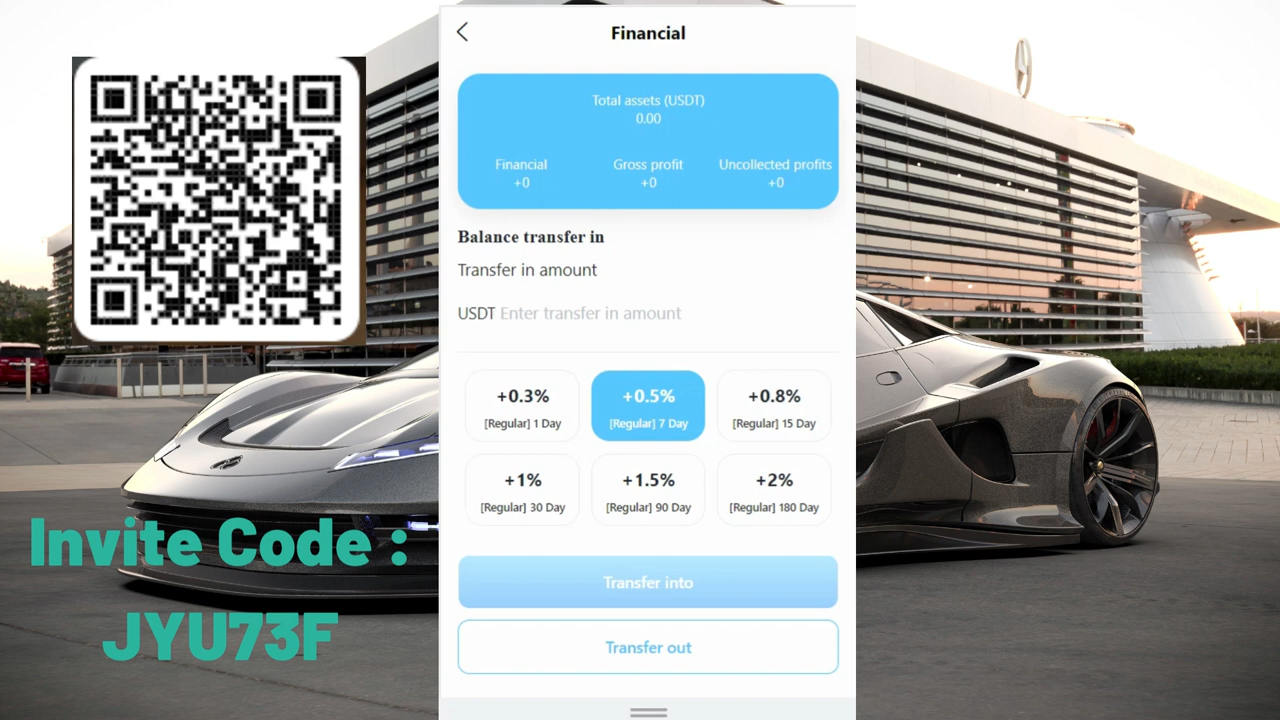 Financial
Total assets (USDT)
0.00
Financial
+0
Gross profit
+0
Uncollected profits
+0
Balance transfer in
Transfer in amount
USDT Enter transfer in amount
+0.3%
[Regular] 1 Day
+0.5%
[Regular] 7 Day
+0.8%
[Regular] 15 Day
+1%
[Regular] 30 Day
+1.5%
[Regular] 90 Day
+2%
[Regular] 180 Day
Transfer into
Transfer out
Invite Code :
JYU73F